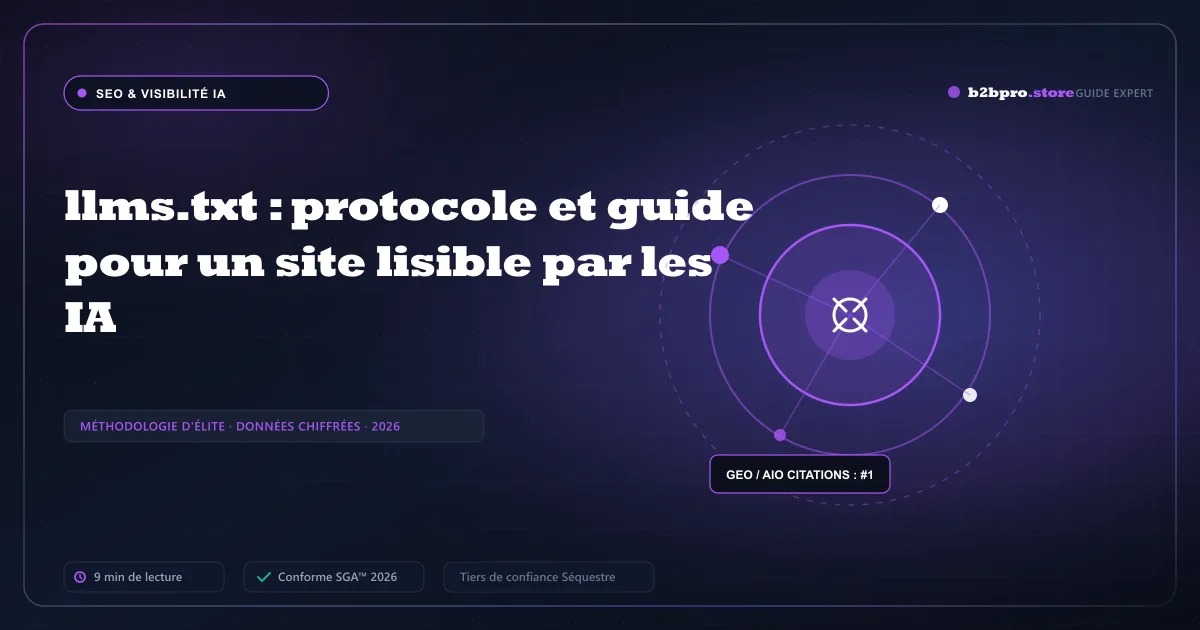 SEO & VISIBILITÉ IA
b2bpro.store GUIDE EXPERT
llms.txt : protocole et guide
pour un site lisible par les
IA
MÉTHODOLOGIE D'ÉLITE · DONNÉES CHIFFRÉES · 2026
GEO / AIO CITATIONS : #1
9 min de lecture
Conforme SGA™ 2026
Tiers de confiance Séquestre